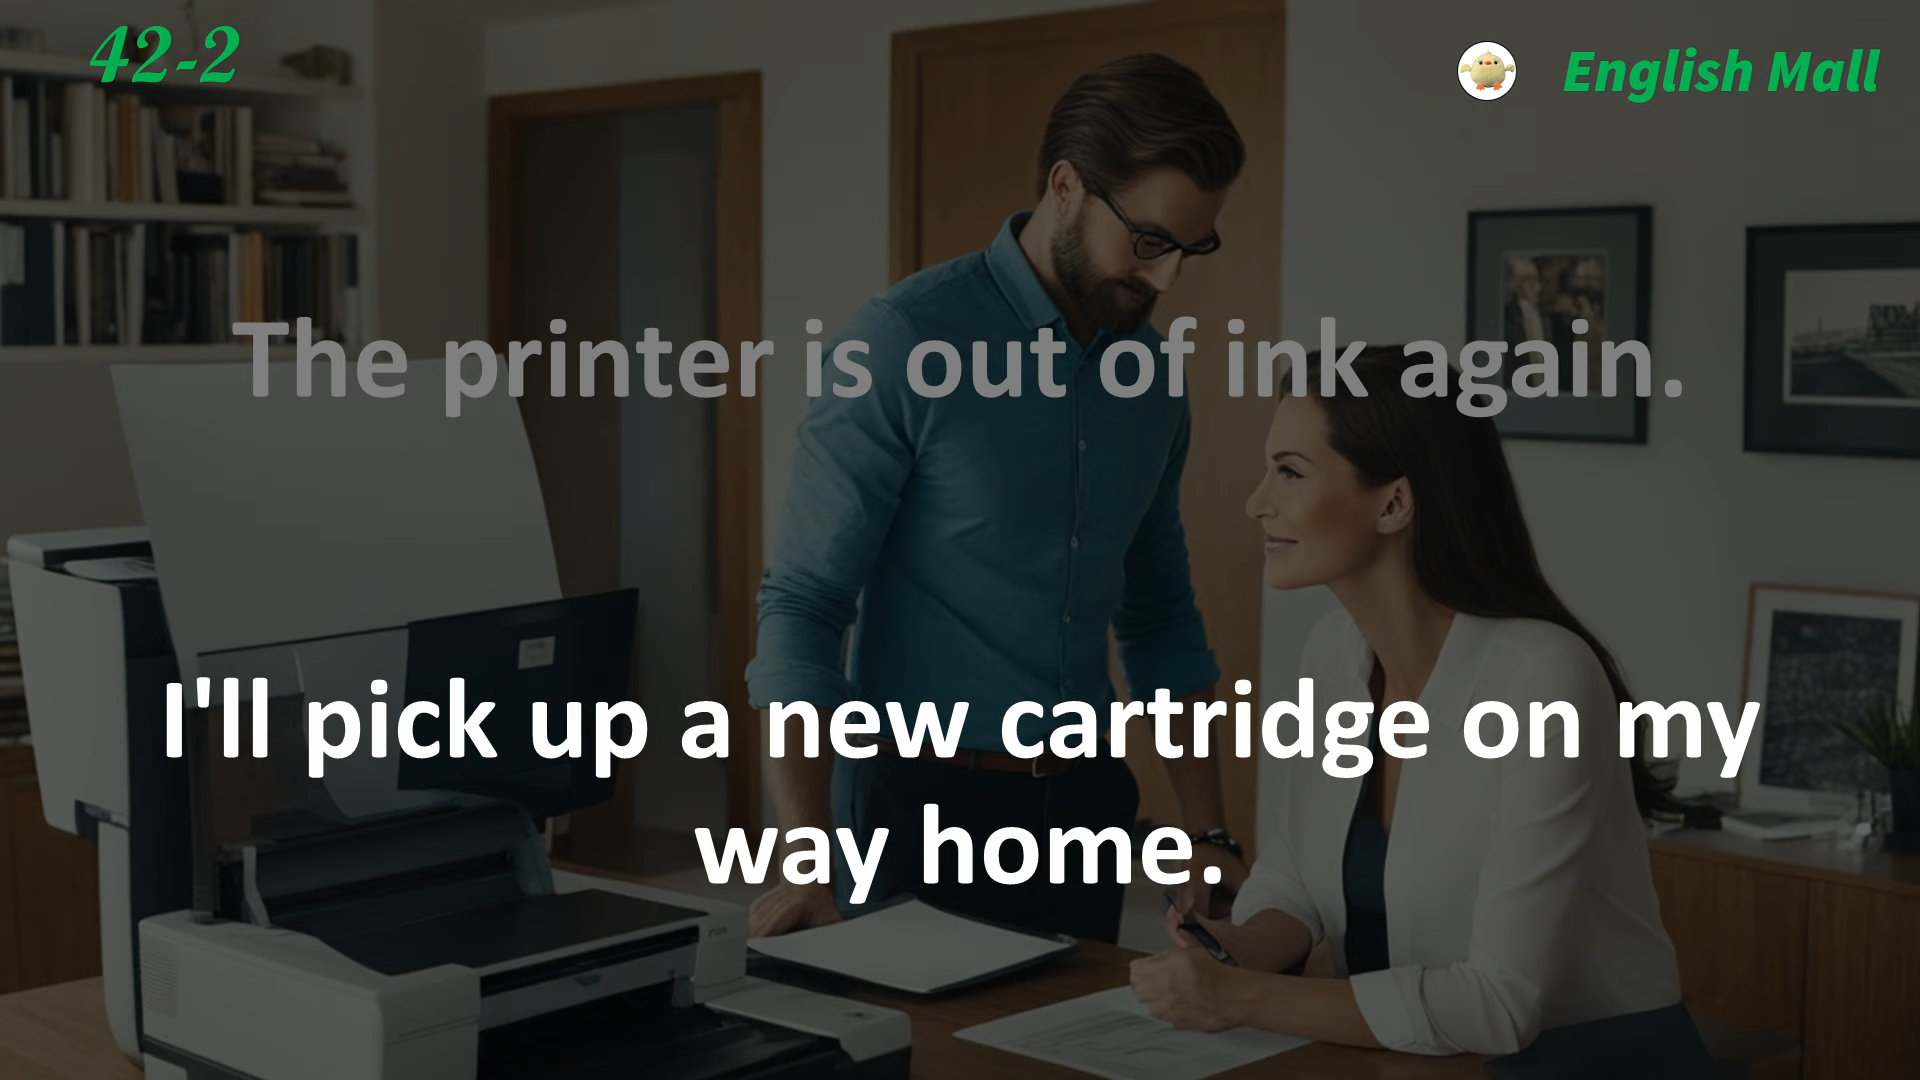 42-2
English Mall
The printer is out of ink again.
I'll pick up a new cartridge on my
way home.